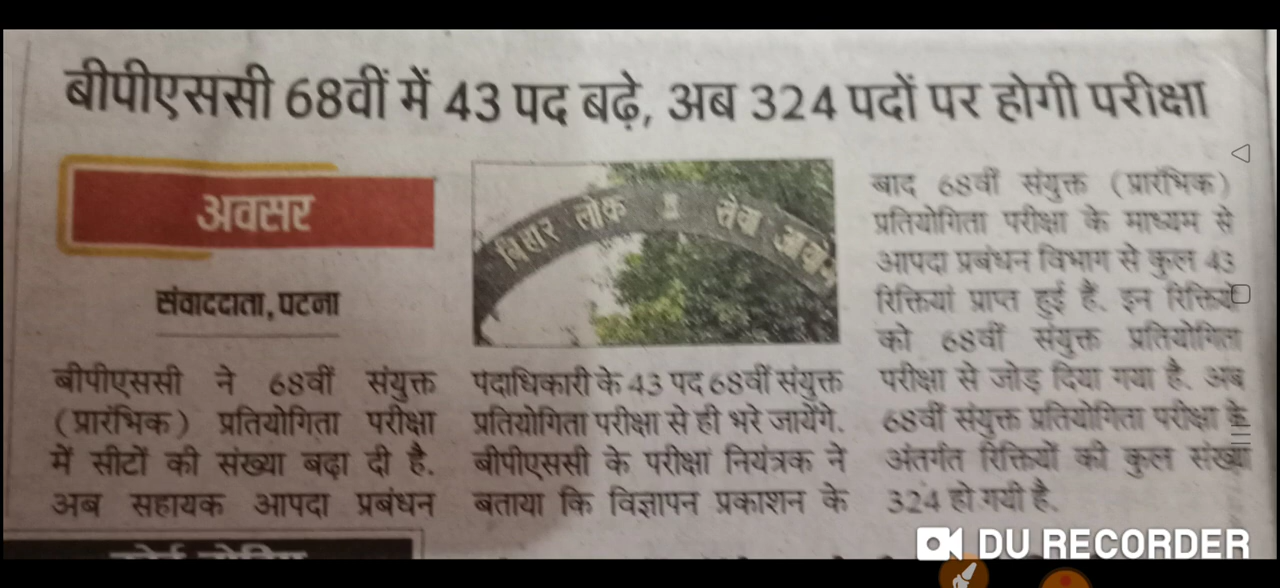 बीपीएससी 68वीं में 43 पद बढ़े, अब 324 पदों पर होगी परीक्षा
अवसर
संवाददाता, पटना
बीपीएससी ने 68वीं संयुक्त
(प्रारंभिक) प्रतियोगिता परीक्षा
में सीटों की संख्या बढ़ा दी है.
अब सहायक आपदा प्रबंधन
बिहार लोक सेवा आयोग
पदाधिकारी के 43 पद 68वीं संयुक्त
प्रतियोगिता परीक्षा से ही भरे जायेंगे.
बीपीएससी के परीक्षा नियंत्रक ने
बताया कि विज्ञापन प्रकाशन के
बाद 68वीं संयुक्त (प्रारंभिक)
प्रतियोगिता परीक्षा के माध्यम से
आपदा प्रबंधन विभाग से कुल 43
रिक्तियां प्राप्त हुई हैं. इन रिक्तियों
को 68वीं संयुक्त प्रतियोगिता
परीक्षा से जोड़ दिया गया है. अब
68वीं संयुक्त प्रतियोगिता परीक्षा के
अंतर्गत रिक्तियों की कुल संख्या
324 हो गयी है.
DU RECORDER